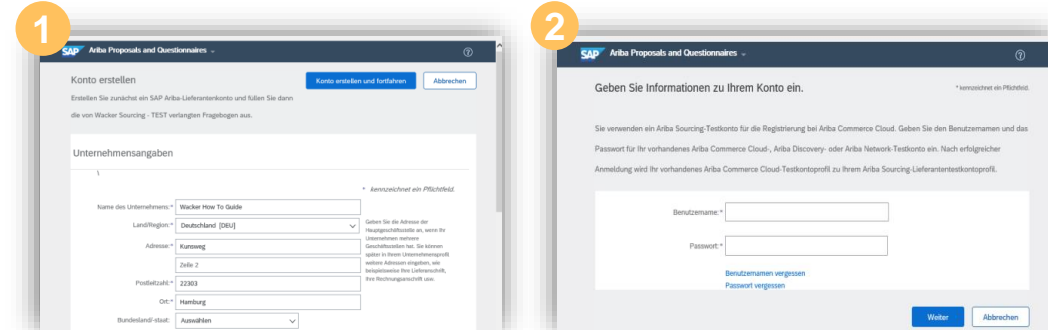 1
SAP Ariba Proposals and Questionnaires
Konto erstellen
Konto erstellen und fortfahren
Abbrechen
Erstellen Sie zunächst ein SAP Ariba-Lieferantenkonto und füllen Sie dann
die von Wacker Sourcing - TEST verlangten Fragebogen aus.
Unternehmensangaben
\
* kennzeichnet ein Pflichtfeld.
Name des Unternehmens:* Wacker How To Guide
Land/Region:* Deutschland [DEU]
Adresse:* Kunsweg
Zeile 2
Postleitzahl:* 22303
Ort:* Hamburg
Bundesland/-staat: Auswählen
Geben Sie die Adresse der
Hauptgeschäftsstelle an, wenn Ihr
Unternehmen mehrere
Geschäftsstellen hat. Sie können
später in Ihrem Unternehmensprofil
weitere Adressen eingeben, wie
beispielsweise Ihre Lieferanschrift,
Ihre Rechnungsanschrift usw.
2
SAP Ariba Proposals and Questionnaires
Geben Sie Informationen zu Ihrem Konto ein.
* kennzeichnet ein Pflichtfeld.
Sie verwenden ein Ariba Sourcing-Testkonto für die Registrierung bei Ariba Commerce Cloud. Geben Sie den Benutzernamen und das
Passwort für Ihr vorhandenes Ariba Commerce Cloud-, Ariba Discovery- oder Ariba Network-Testkonto ein. Nach erfolgreicher
Anmeldung wird Ihr vorhandenes Ariba Commerce Cloud-Testkontoprofil zu Ihrem Ariba Sourcing-Lieferantentestkontoprofil.
Benutzername:*
Passwort:*
Benutzernamen vergessen
Passwort vergessen
Weiter
Abbrechen